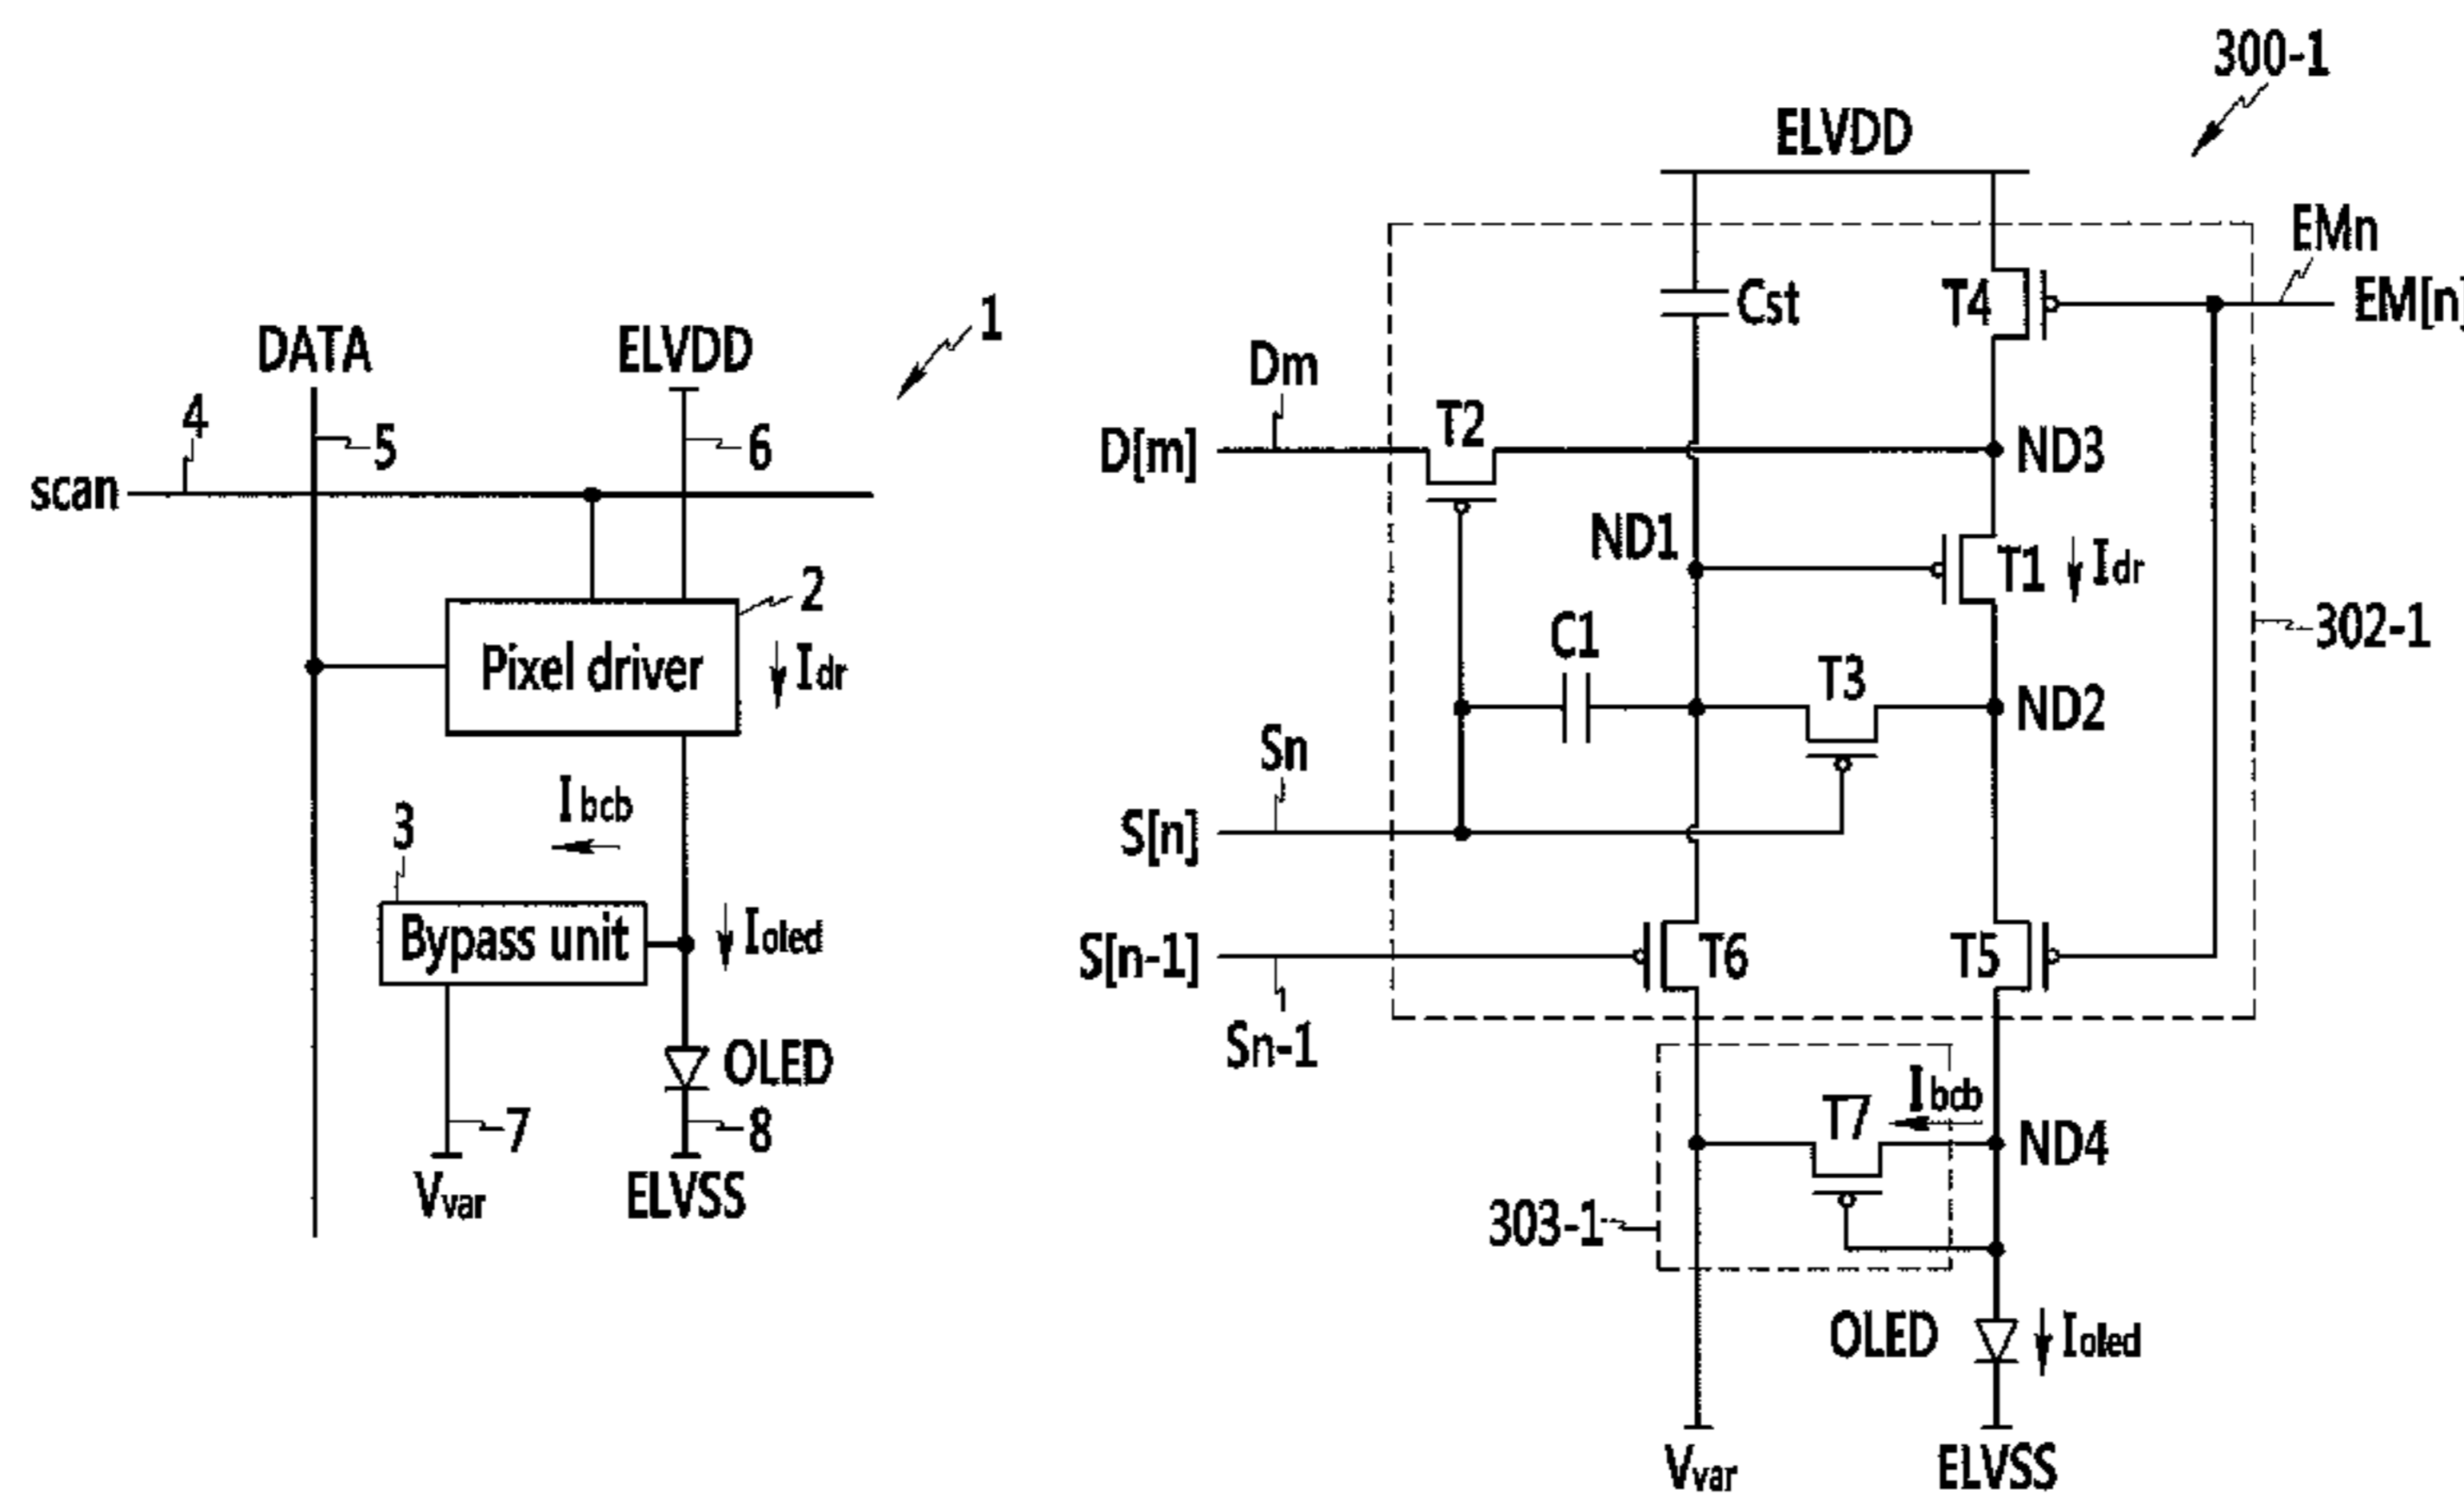 1
DATA
ELVDD
4
5
6
scan
2
Pixel driver
Idr
Ibcb
3
Bypass unit
Ioled
OLED
7
8
Vvar
ELVSS
300-1
ELVDD
EMn
EM[n]
Cst
T4
Dm
D[m]
T2
ND3
ND1
T1
Idr
302-1
C1
T3
ND2
Sn
S[n]
S[n-1]
T6
T5
Sn-1
Ibcb
T7
ND4
303-1
OLED
Ioled
Vvar
ELVSS